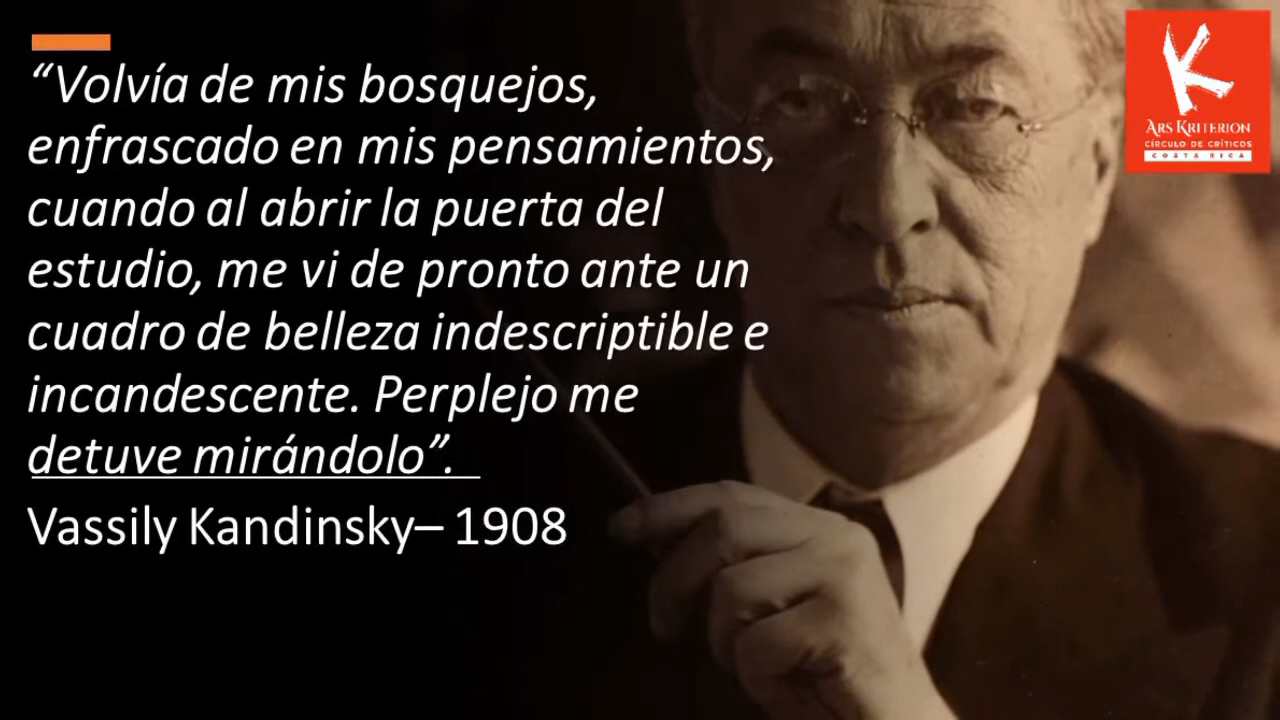 “Volvía de mis bosquejos,
enfrascado en mis pensamientos,
cuando al abrir la puerta del
estudio, me vi de pronto ante un
cuadro de belleza indescriptible e
incandescente. Perplejo me
detuve mirándolo”.
Vassily Kandinsky– 1908
K
ARS KRITERION
CÍRCULO DE CRÍTICOS
COSTA RICA